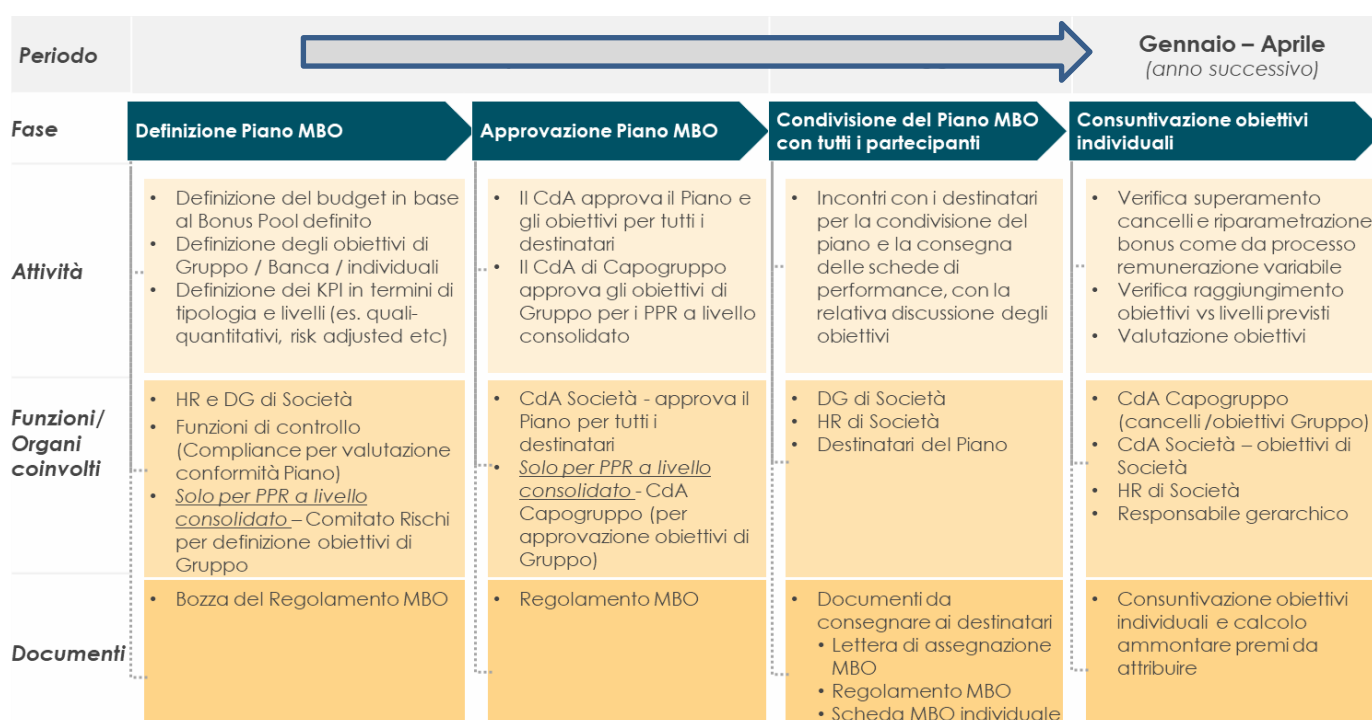 Periodo
Gennaio – Aprile
(anno successivo)
Fase
Definizione Piano MBO
Approvazione Piano MBO
Condivisione del Piano MBO
con tutti i partecipanti
Consuntivazione obiettivi
individuali
Attività
• Definizione del budget in base
al Bonus Pool definito
• Definizione degli obiettivi di
Gruppo / Banca / individuali
• Definizione dei KPI in termini di
tipologia e livelli (es. quali-
quantitativi, risk adjusted etc)
• Il CdA approva il Piano e
gli obiettivi per tutti i
destinatari
• Il CdA di Capogruppo
approva gli obiettivi di
Gruppo per i PPR a livello
consolidato
• Incontri con i destinatari
per la condivisione del
piano e la consegna
delle schede di
performance, con la
relativa discussione degli
obiettivi
• Verifica superamento
cancelli e riparametrazione
bonus come da processo
remunerazione variabile
• Verifica raggiungimento
obiettivi vs livelli previsti
• Valutazione obiettivi
Funzioni/
Organi
coinvolti
• HR e DG di Società
• Funzioni di controllo
(Compliance per valutazione
conformità Piano)
• Solo per PPR a livello
consolidato – Comitato Rischi
per definizione obiettivi di
Gruppo
• CdA Società - approva il
Piano per tutti i
destinatari
• Solo per PPR a livello
consolidato - CdA
Capogruppo (per
approvazione obiettivi di
Gruppo)
• DG di Società
• HR di Società
• Destinatari del Piano
• CdA Capogruppo
(cancelli /obiettivi Gruppo)
• CdA Società – obiettivi di
Società
• HR di Società
• Responsabile gerarchico
Documenti
• Bozza del Regolamento MBO
• Regolamento MBO
• Documenti da
consegnare ai destinatari
• Lettera di assegnazione
MBO
• Regolamento MBO
• Scheda MBO individuale
• Consuntivazione obiettivi
individuali e calcolo
ammontare premi da
attribuire